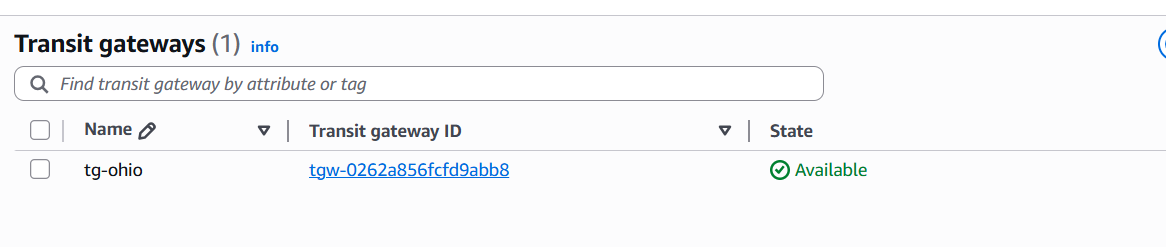 Transit gateways (1) info
Find transit gateway by attribute or tag
Name Transit gateway ID State
tg-ohio tgw-0262a856fcfd9abb8 Available